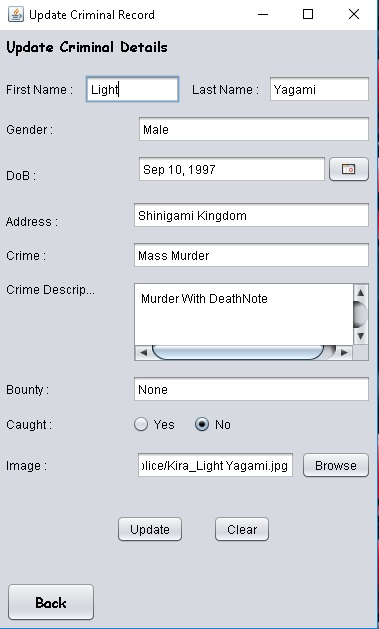 Update Criminal Record
Update Criminal Details
First Name : Light Last Name : Yagami
Gender : Male
DoB : Sep 10, 1997
Address : Shinigami Kingdom
Crime : Mass Murder
Crime Descrip... Murder With DeathNote
Bounty : None
Caught : Yes No
Image : lice/Kira_Light Yagami.jpg Browse
Update Clear
Back